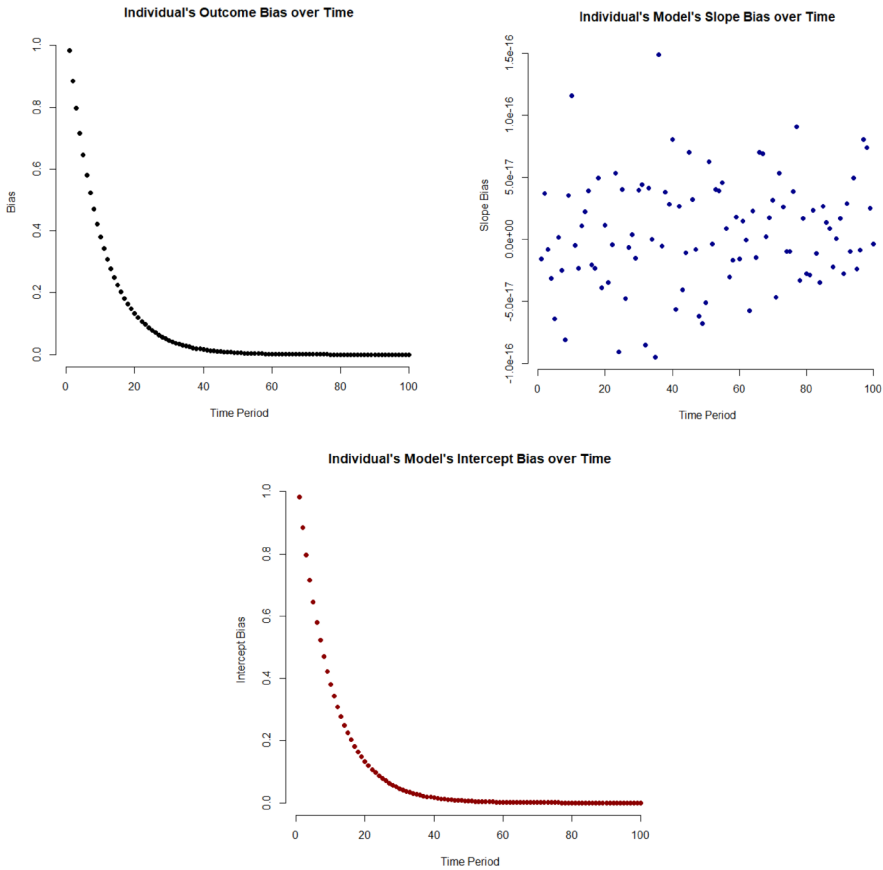 Individual's Outcome Bias over Time
Bias
1.0
0.8
0.6
0.4
0.2
0.0
0 20 40 60 80 100
Time Period
Individual's Model's Slope Bias over Time
Slope Bias
1.5e-16
1.0e-16
5.0e-17
0.0e+00
-5.0e-17
-1.0e-16
0 20 40 60 80 100
Time Period
Individual's Model's Intercept Bias over Time
Intercept Bias
1.0
0.8
0.6
0.4
0.2
0.0
0 20 40 60 80 100
Time Period